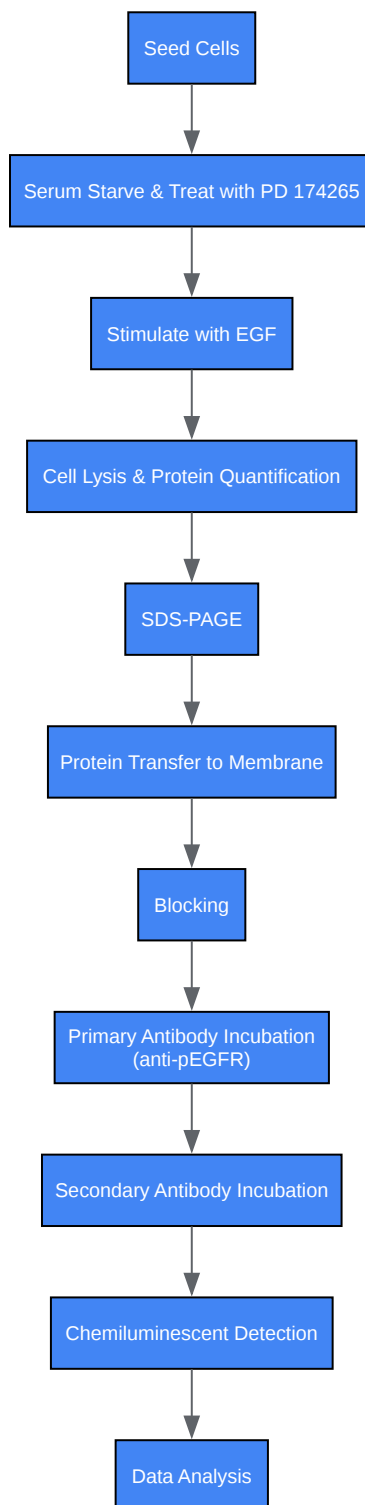 Seed Cells
Serum Starve & Treat with PD 174265
Stimulate with EGF
Cell Lysis & Protein Quantification
SDS-PAGE
Protein Transfer to Membrane
Blocking
Primary Antibody Incubation
(anti-pEGFR)
Secondary Antibody Incubation
Chemiluminescent Detection
Data Analysis